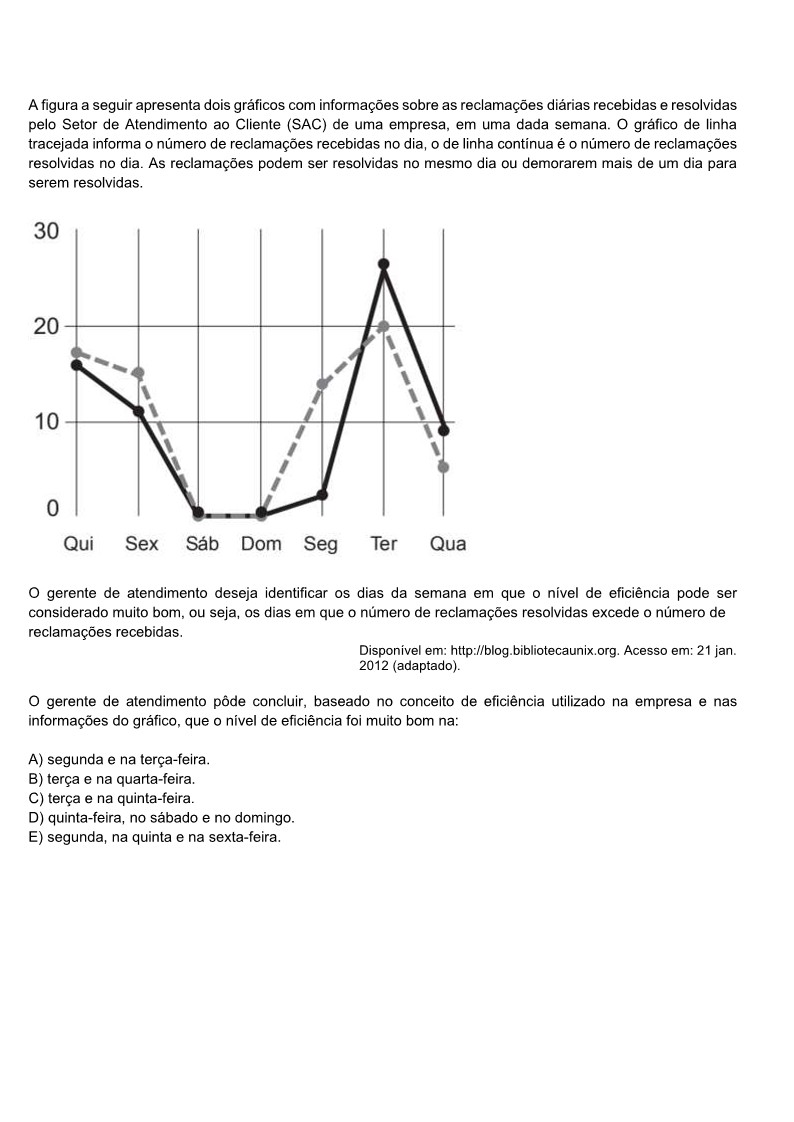 A figura a seguir apresenta dois gráficos com informações sobre as reclamações diárias recebidas e resolvidas
pelo Setor de Atendimento ao Cliente (SAC) de uma empresa, em uma dada semana. O gráfico de linha
tracejada informa o número de reclamações recebidas no dia, o de linha contínua é o número de reclamações
resolvidas no dia. As reclamações podem ser resolvidas no mesmo dia ou demorarem mais de um dia para
serem resolvidas.
30
20
10
0
Qui Sex Sáb Dom Seg Ter Qua
O gerente de atendimento deseja identificar os dias da semana em que o nível de eficiência pode ser
considerado muito bom, ou seja, os dias em que o número de reclamações resolvidas excede o número de
reclamações recebidas.
Disponível em: http://blog.bibliotecaunix.org. Acesso em: 21 jan.
2012 (adaptado).
O gerente de atendimento pôde concluir, baseado no conceito de eficiência utilizado na empresa e nas
informações do gráfico, que o nível de eficiência foi muito bom na:
A) segunda e na terça-feira.
B) terça e na quarta-feira.
C) terça e na quinta-feira.
D) quinta-feira, no sábado e no domingo.
E) segunda, na quinta e na sexta-feira.